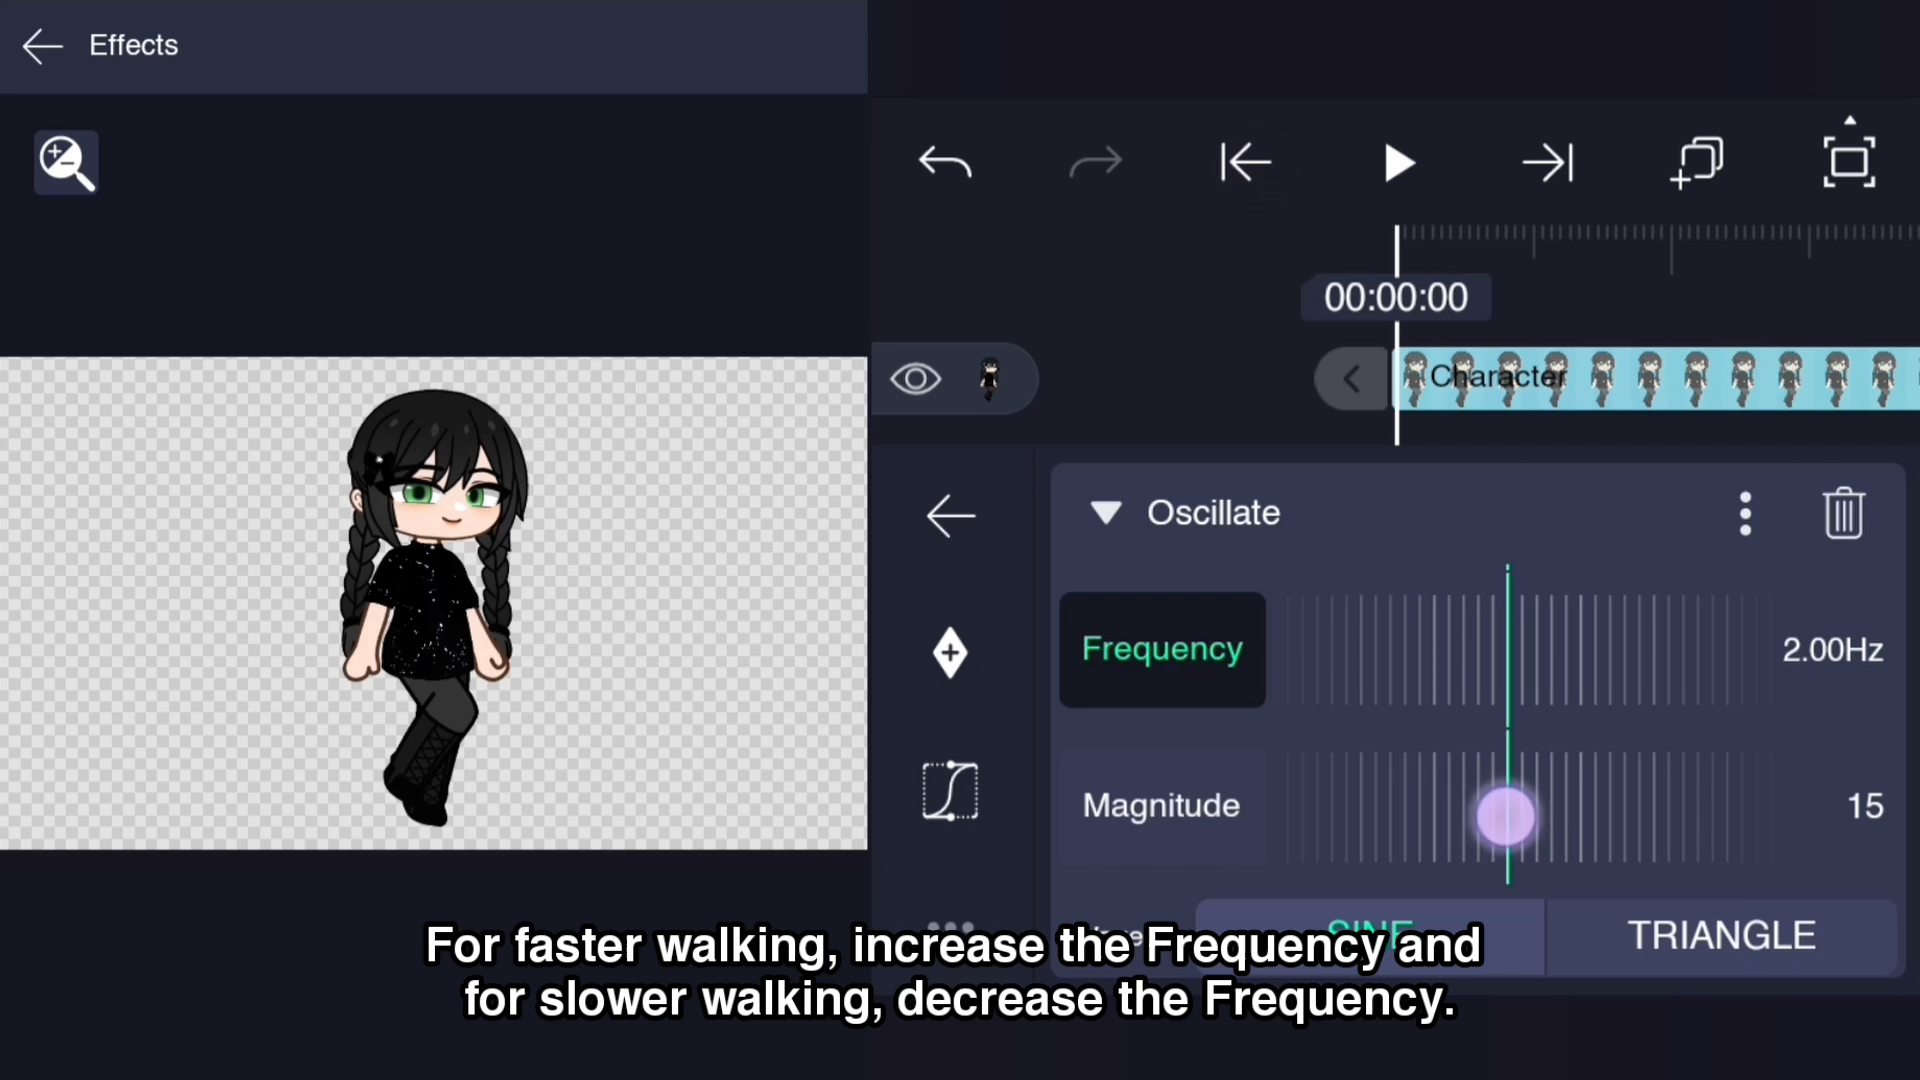 Effects
00:00:00
Character
Oscillate
Frequency
2.00Hz
Magnitude
15
SINE
TRIANGLE
For faster walking, increase the Frequency and
for slower walking, decrease the Frequency.